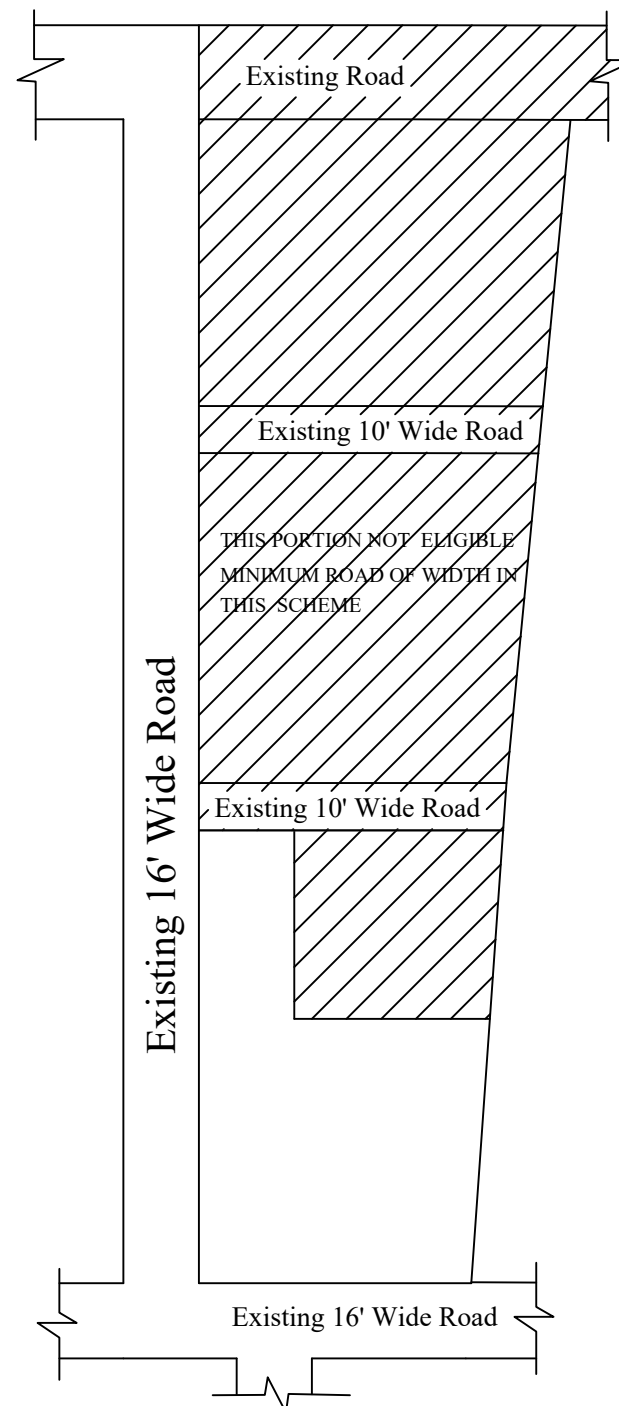 Existing Road
Existing 10' Wide Road
THIS PORTION NOT ELIGIBLE
MINIMUM ROAD OF WIDTH IN
THIS SCHEME
Existing 16' Wide Road
Existing 10' Wide Road
Existing 16' Wide Road